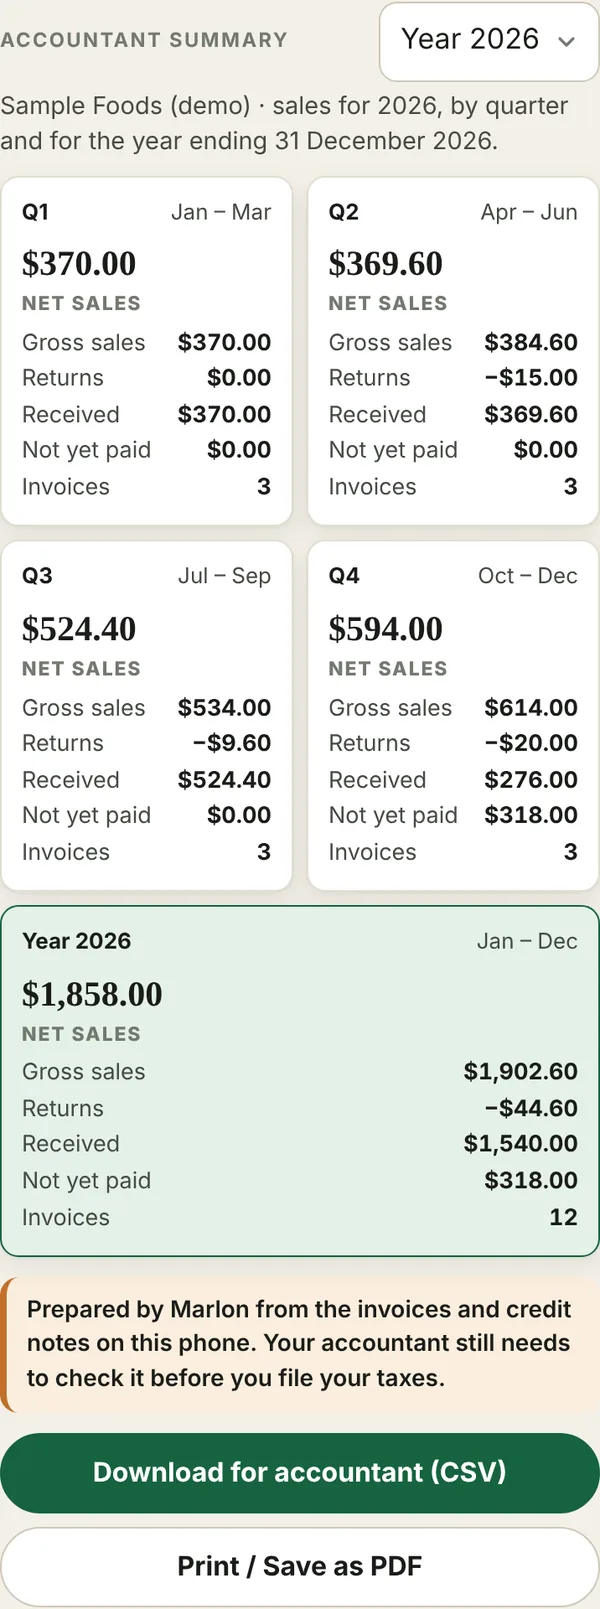 ACCOUNTANT SUMMARY
Year 2026
Sample Foods (demo) · sales for 2026, by quarter
and for the year ending 31 December 2026.
Q1 Jan – Mar
$370.00
NET SALES
Gross sales $370.00
Returns $0.00
Received $370.00
Not yet paid $0.00
Invoices 3
Q2 Apr – Jun
$369.60
NET SALES
Gross sales $384.60
Returns −$15.00
Received $369.60
Not yet paid $0.00
Invoices 3
Q3 Jul – Sep
$524.40
NET SALES
Gross sales $534.00
Returns −$9.60
Received $524.40
Not yet paid $0.00
Invoices 3
Q4 Oct – Dec
$594.00
NET SALES
Gross sales $614.00
Returns −$20.00
Received $276.00
Not yet paid $318.00
Invoices 3
Year 2026 Jan – Dec
$1,858.00
NET SALES
Gross sales $1,902.60
Returns −$44.60
Received $1,540.00
Not yet paid $318.00
Invoices 12
Prepared by Marlon from the invoices and credit
notes on this phone. Your accountant still needs
to check it before you file your taxes.
Download for accountant (CSV)
Print / Save as PDF